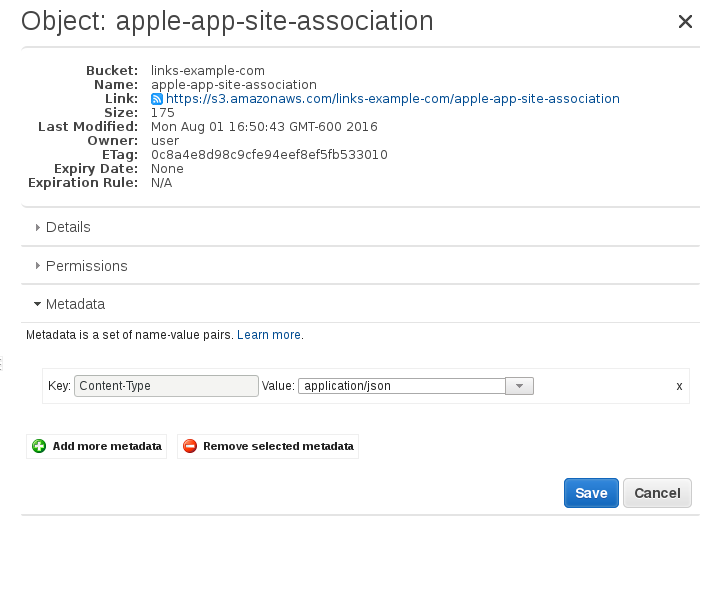 Object: apple-app-site-association
Bucket: links-example-com
Name: apple-app-site-association
Link: https://s3.amazonaws.com/links-example-com/apple-app-site-association
Size: 175
Last Modified: Mon Aug 01 16:50:43 GMT-600 2016
Owner: user
ETag: 0c8a4e8d98c9cfe94eef8ef5fb533010
Expiry Date: None
Expiration Rule: N/A
Details
Permissions
Metadata
Metadata is a set of name-value pairs. Learn more.
Key: Content-Type Value: application/json x
Add more metadata Remove selected metadata
Save Cancel